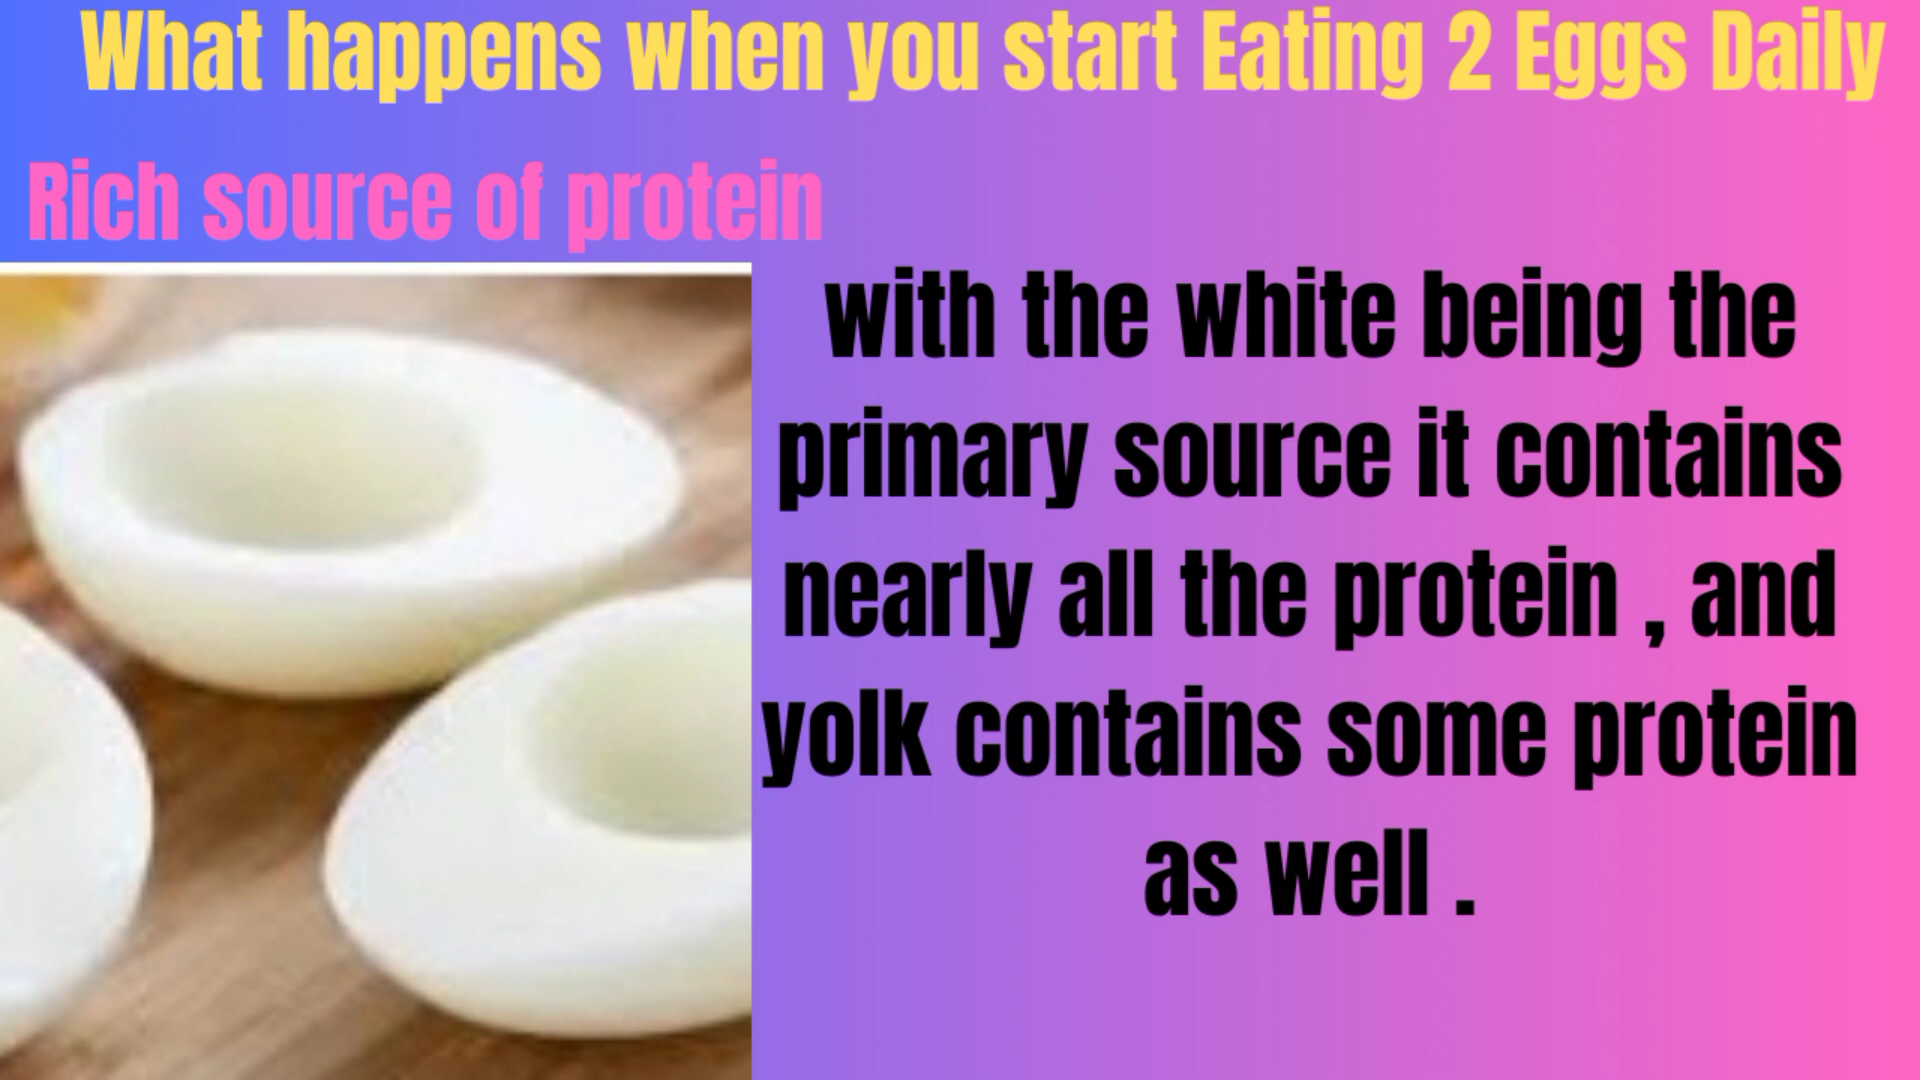 What happens when you start Eating 2 Eggs Daily
Rich source of protein
with the white being the
primary source it contains
nearly all the protein , and
yolk contains some protein
as well .